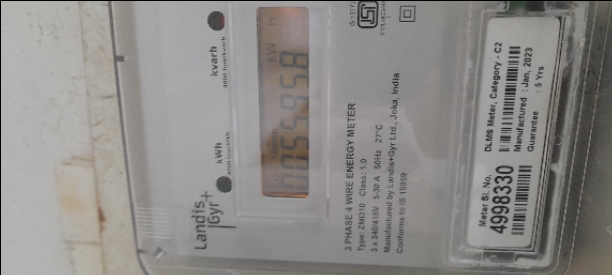 Landis
Gyr+
kWh
kvarh
KW h
3 PHASE 4 WIRE ENERGY METER
Type: ZMI310 Class: 1.0
3 x 240/415V 5-30 A 50Hz 27°C
Manufactured by Landis+Gyr Ltd., Joka, India
Conforms to IS 15959
Meter Sl. No.
4998330
DLMS Meter, Category - C2
Manufactured : Jan, 2023
Guarantee : 5 Yrs